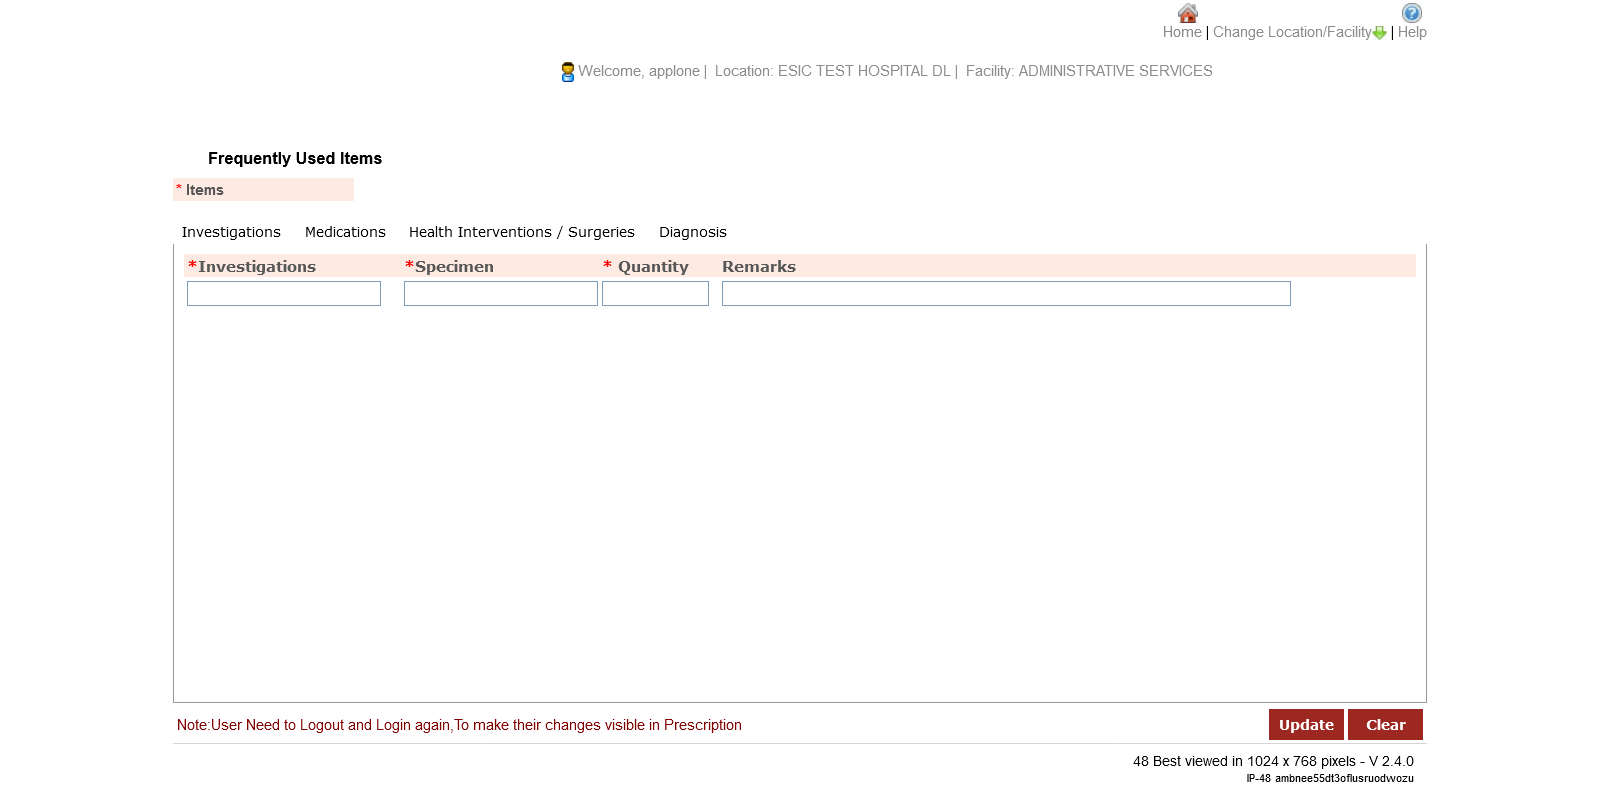 Home | Change Location/Facility | Help
Welcome, applone | Location: ESIC TEST HOSPITAL DL | Facility: ADMINISTRATIVE SERVICES
Frequently Used Items
* Items
Investigations Medications Health Interventions / Surgeries Diagnosis
*Investigations *Specimen * Quantity Remarks
Note:User Need to Logout and Login again,To make their changes visible in Prescription
Update Clear
48 Best viewed in 1024 x 768 pixels - V 2.4.0
IP-48 ambnee55dt3oflusruodvvozu